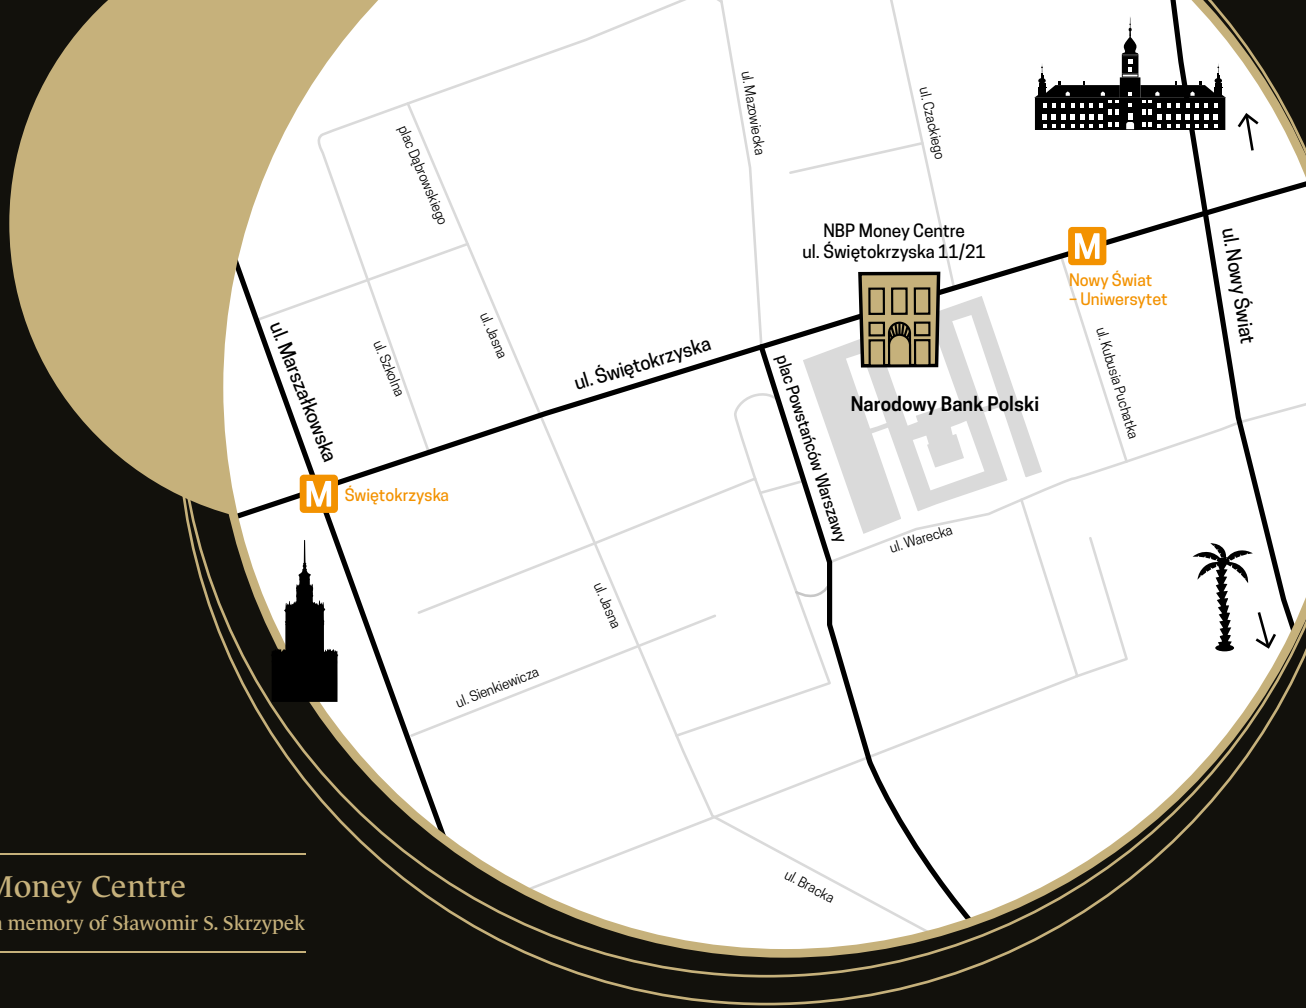 plac Dąbrowskiego
ul. Mazowiecka
ul. Czackiego
NBP Money Centre
ul. Świętokrzyska 11/21
M
Nowy Świat
– Uniwersytet
ul. Nowy Świat
ul. Marszałkowska
ul. Szkolna
ul. Jasna
ul. Świętokrzyska
plac Powstańców Warszawy
Narodowy Bank Polski
ul. Kubusia Puchatka
M
Świętokrzyska
ul. Warecka
ul. Jasna
ul. Sienkiewicza
ul. Bracka
Money Centre
memory of Sławomir S. Skrzypek